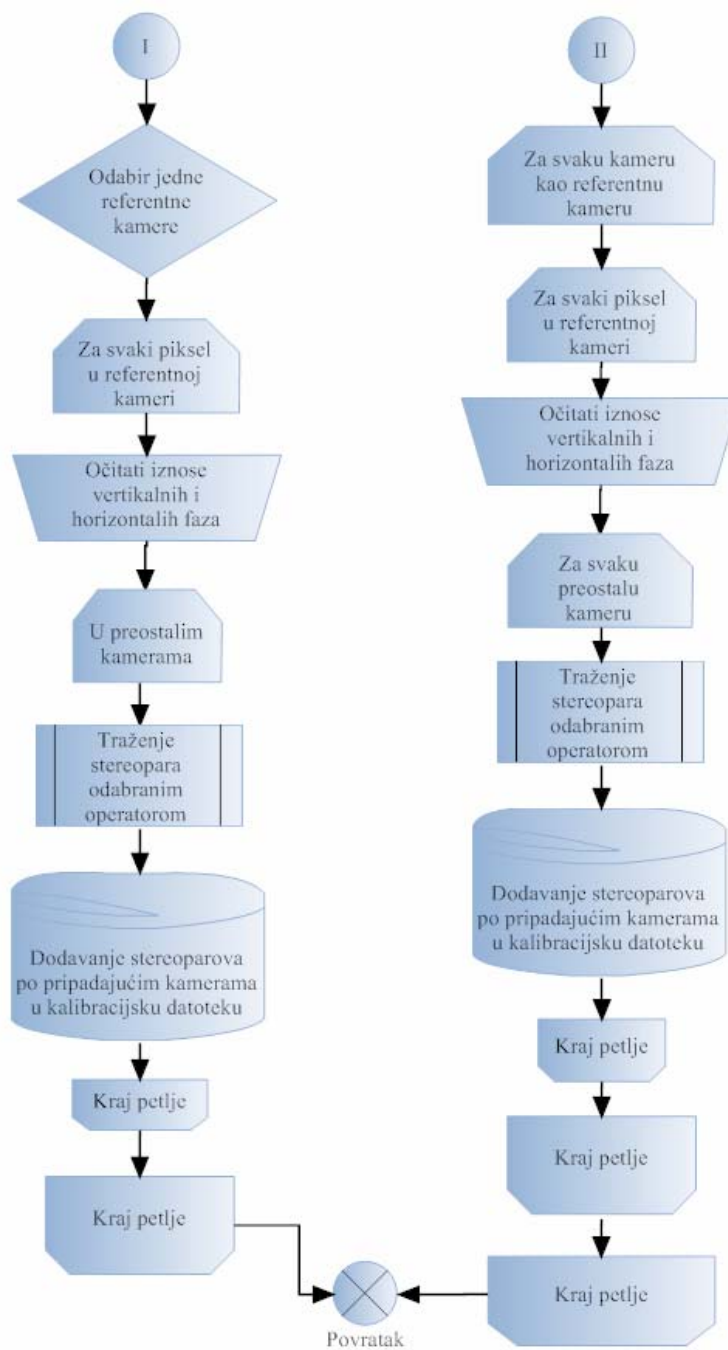 I
Odabir jedne
referentne
kamere
Za svaki piksel
u referentnoj
kameri
Očitati iznose
vertikalnih i
horizontalih faza
U preostalim
kamerama
Traženje
stereopara
odabranim
operatorom
Dodavanje stereoparova
po pripadajućim kamerama
u kalibracijsku datoteku
Kraj petlje
Kraj petlje
II
Za svaku kameru
kao referentnu
kameru
Za svaki piksel
u referentnoj
kameri
Očitati iznose
vertikalnih i
horizontalih faza
Za svaku
preostalu
kameru
Traženje
stereopara
odabranim
operatorom
Dodavanje stereoparova
po pripadajućim kamerama
u kalibracijsku datoteku
Kraj petlje
Kraj petlje
Kraj petlje
Povratak